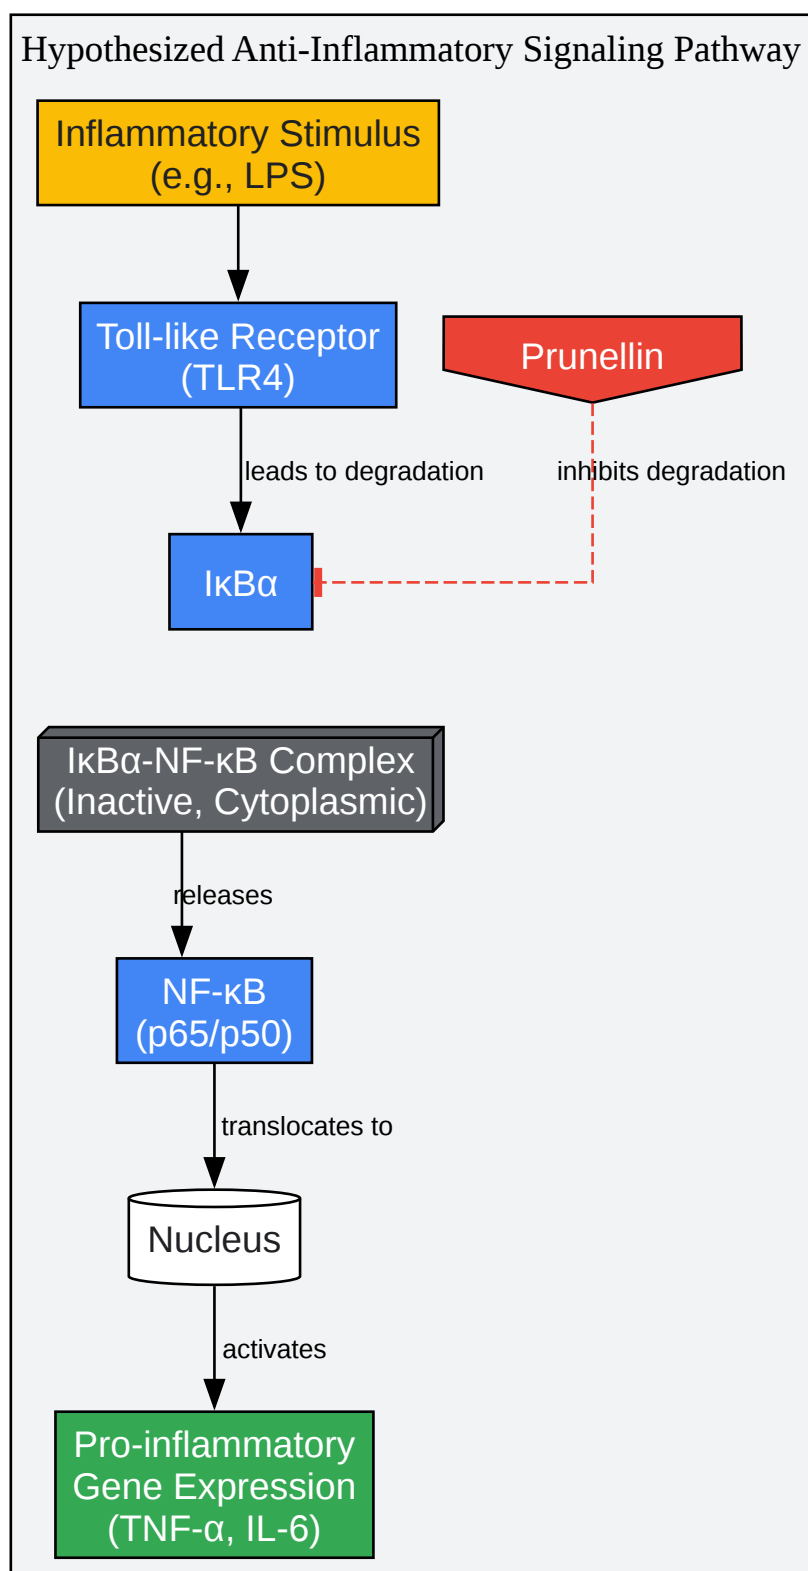 Hypothesized Anti-Inflammatory Signaling Pathway
Inflammatory Stimulus
(e.g., LPS)
Toll-like Receptor
(TLR4)
Prunellin
leads to degradation
inhibits degradation
IκBα
IκBα-NF-κB Complex
(Inactive, Cytoplasmic)
releases
NF-κB
(p65/p50)
translocates to
Nucleus
activates
Pro-inflammatory
Gene Expression
(TNF-α, IL-6)